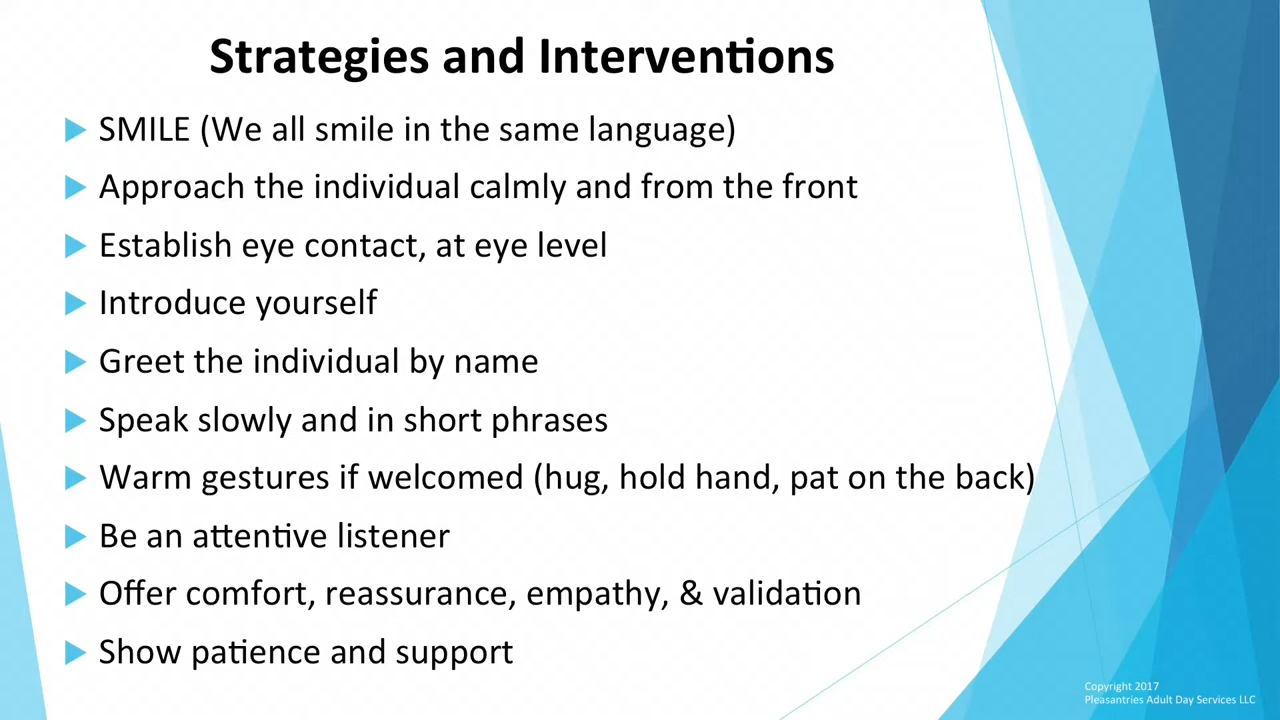 Strategies and Interventions
SMILE (We all smile in the same language)
Approach the individual calmly and from the front
Establish eye contact, at eye level
Introduce yourself
Greet the individual by name
Speak slowly and in short phrases
Warm gestures if welcomed (hug, hold hand, pat on the back)
Be an attentive listener
Offer comfort, reassurance, empathy, & validation
Show patience and support
Copyright 2017
Pleasantries Adult Day Services LLC